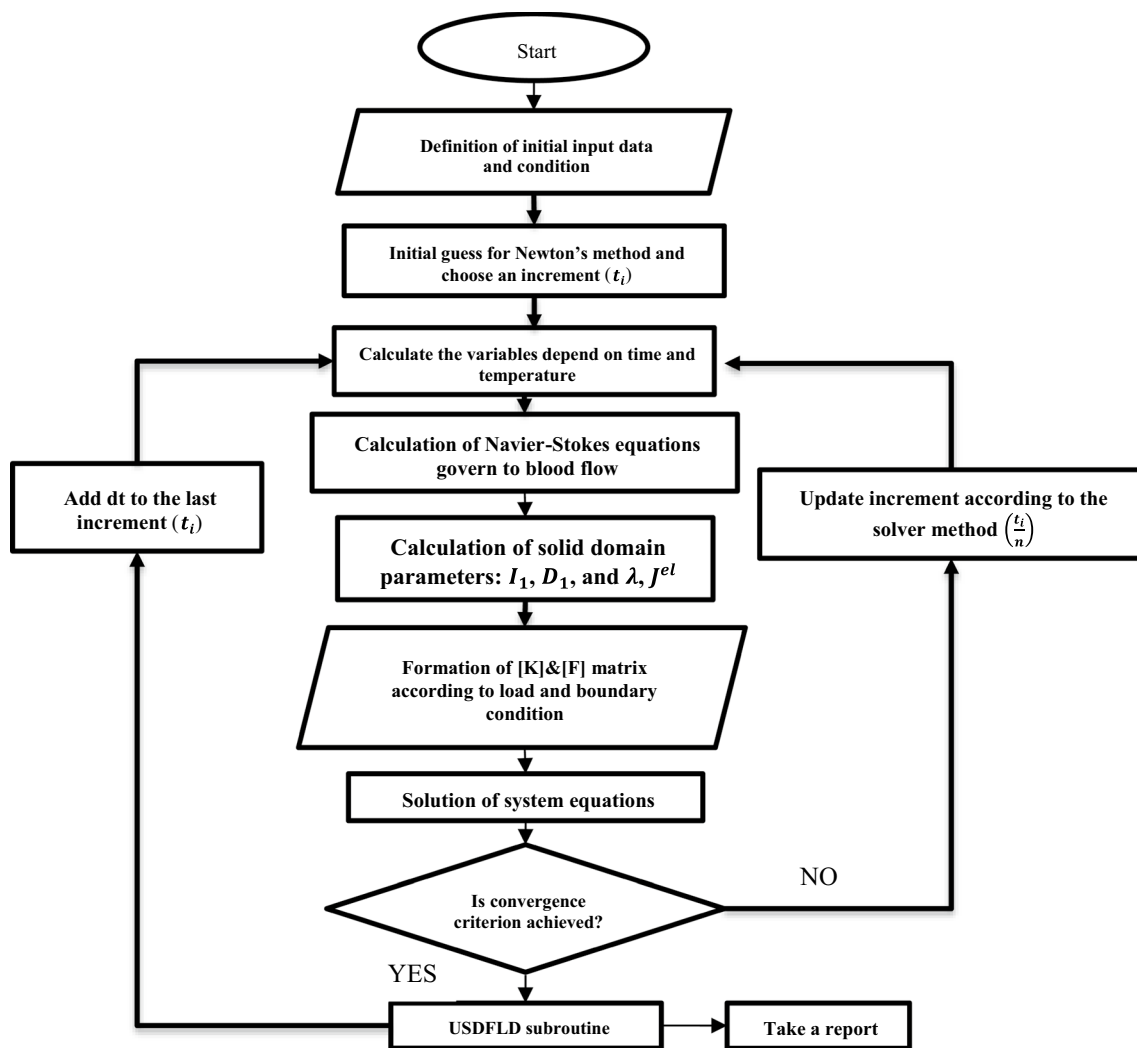 Start
Definition of initial input data
and condition
Initial guess for Newton's method and
choose an increment (t_i)
Calculate the variables depend on time and
temperature
Calculation of Navier-Stokes equations
govern to blood flow
Add dt to the last
increment (t_i)
Update increment according to the
solver method (t_i/n)
Calculation of solid domain
parameters: I_1, D_1, and λ, J^el
Formation of [K]&[F] matrix
according to load and boundary
condition
Solution of system equations
NO
Is convergence
criterion achieved?
YES
USDFLD subroutine
Take a report